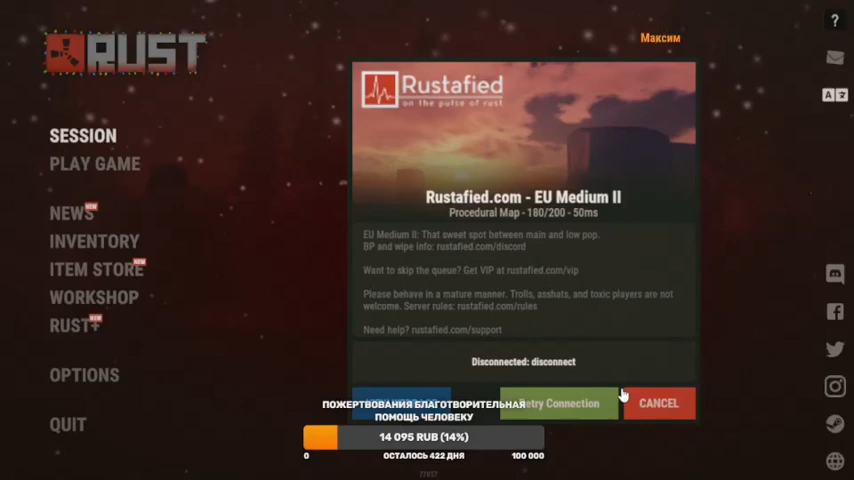 RUST
Максим
?
Rustafied
on the pulse of rust
SESSION
PLAY GAME
NEWS NEW
INVENTORY
ITEM STORE NEW
WORKSHOP
RUST+ NEW
OPTIONS
QUIT
Rustafied.com - EU Medium II
Procedural Map - 180/200 - 50ms
EU Medium II: That sweet spot between main and low pop.
BP and wipe info: rustafied.com/discord
Want to skip the queue? Get VIP at rustafied.com/vip
Please behave in a mature manner. Trolls, asshats, and toxic players are not
welcome. Server rules: rustafied.com/rules
Need help? rustafied.com/support
Disconnected: disconnect
Retry Connection
CANCEL
ПОЖЕРТВОВАНИЯ БЛАГОТВОРИТЕЛЬНАЯ
ПОМОЩЬ ЧЕЛОВЕКУ
14 095 RUB (14%)
0
ОСТАЛОСЬ 422 ДНЯ
100 000